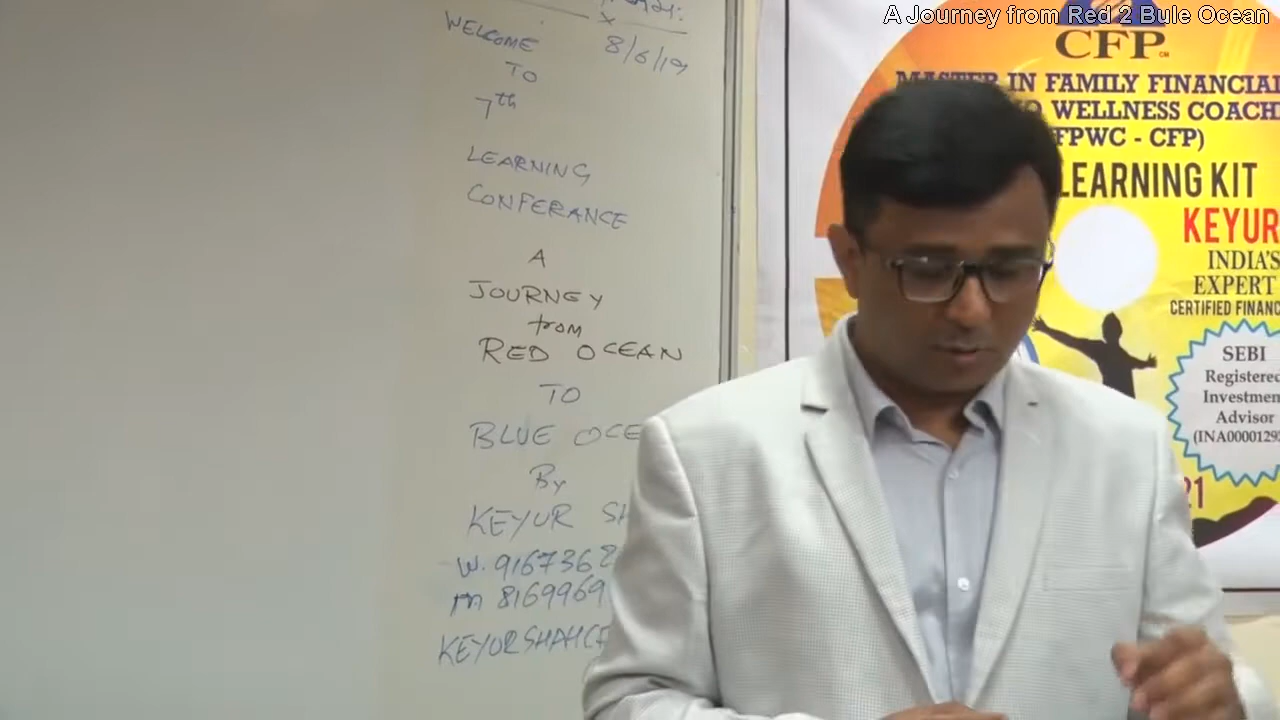 A Journey from Red 2 Bule Ocean
8/6/19
WELCOME
TO
7th
LEARNING
CONFERANCE
A
JOURNEY
from
RED OCEAN
TO
BLUE OCE
By
KEYUR SH
W. 916736
M 8169969
KEYURSHAHCF
CFP
IN FAMILY FINANCIAL
WELLNESS COACH
FPWC - CFP)
LEARNING KIT
KEYUR
INDIA'S
EXPERT
CERTIFIED FINANC
SEBI
Registered
Investmen
Advisor
(INA00001292
21